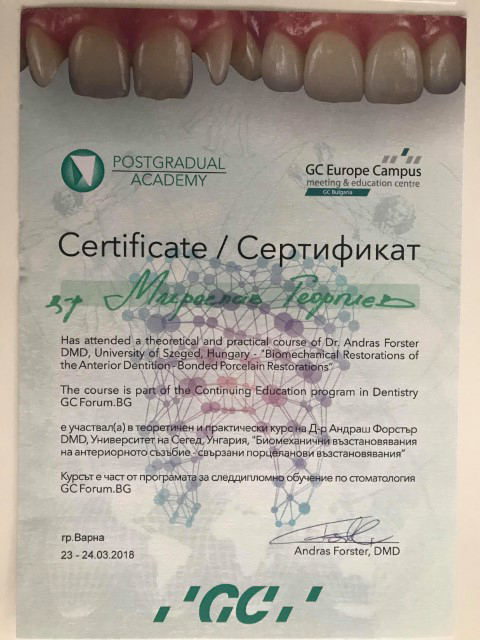 POSTGRADUAL
ACADEMY
GC Europe Campus
meeting & education centre
GC Bulgaria
Certificate / Сертификат
д-р Мирослав Георгиев
Has attended a theoretical and practical course of Dr. Andras Forster
DMD, University of Szeged, Hungary - "Biomechanical Restorations of
the Anterior Dentition - Bonded Porcelain Restorations"
The course is part of the Continuing Education program in Dentistry
GC Forum.BG
е участвал(а) в теоретичен и практически курс на Д-р Андраш Форстър
DMD, Университет на Сегед, Унгария, "Биомеханични възстановявания
на антериорното съзъбие - свързани порцеланови възстановявания"
Курсът е част от програмата за следдипломно обучение по стоматология
GC Forum.BG
гр.Варна
23 - 24.03.2018
Andras Forster, DMD
GC